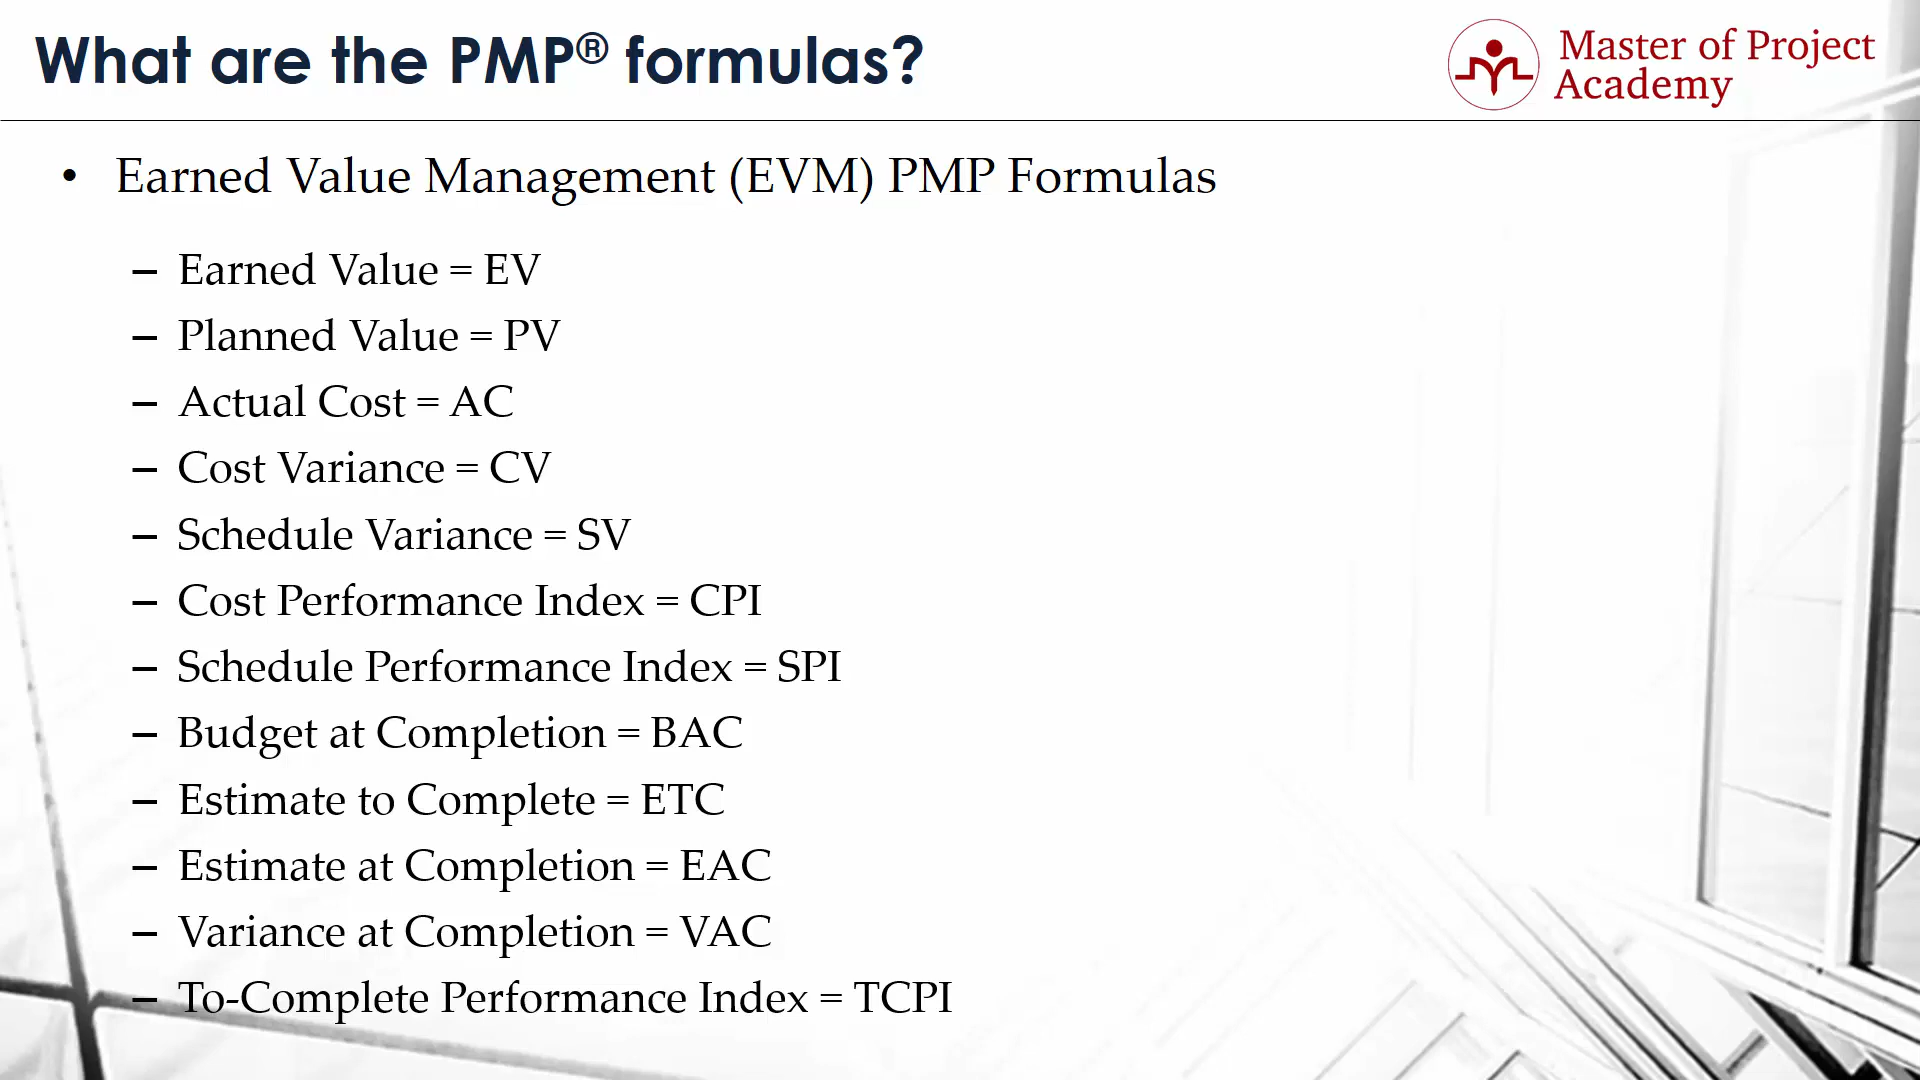 What are the PMP® formulas?
Master of Project
Academy
• Earned Value Management (EVM) PMP Formulas
– Earned Value = EV
– Planned Value = PV
– Actual Cost = AC
– Cost Variance = CV
– Schedule Variance = SV
– Cost Performance Index = CPI
– Schedule Performance Index = SPI
– Budget at Completion = BAC
– Estimate to Complete = ETC
– Estimate at Completion = EAC
– Variance at Completion = VAC
– To-Complete Performance Index = TCPI